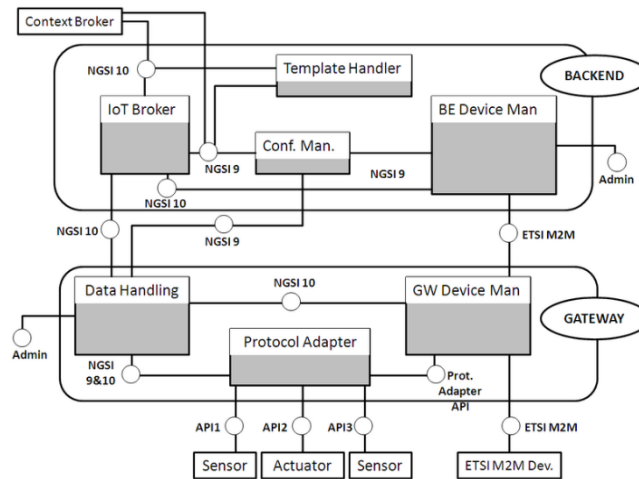 Context Broker
NGSI 10
Template Handler
BACKEND
IoT Broker
BE Device Man
Conf. Man.
NGSI 9
NGSI 9
NGSI 10
Admin
NGSI 10
NGSI 9
ETSI M2M
Data Handling
NGSI 10
GW Device Man
GATEWAY
Protocol Adapter
Admin
NGSI
9&10
Prot.
Adapter
API
API1
API2
API3
ETSI M2M
Sensor
Actuator
Sensor
ETSI M2M Dev.